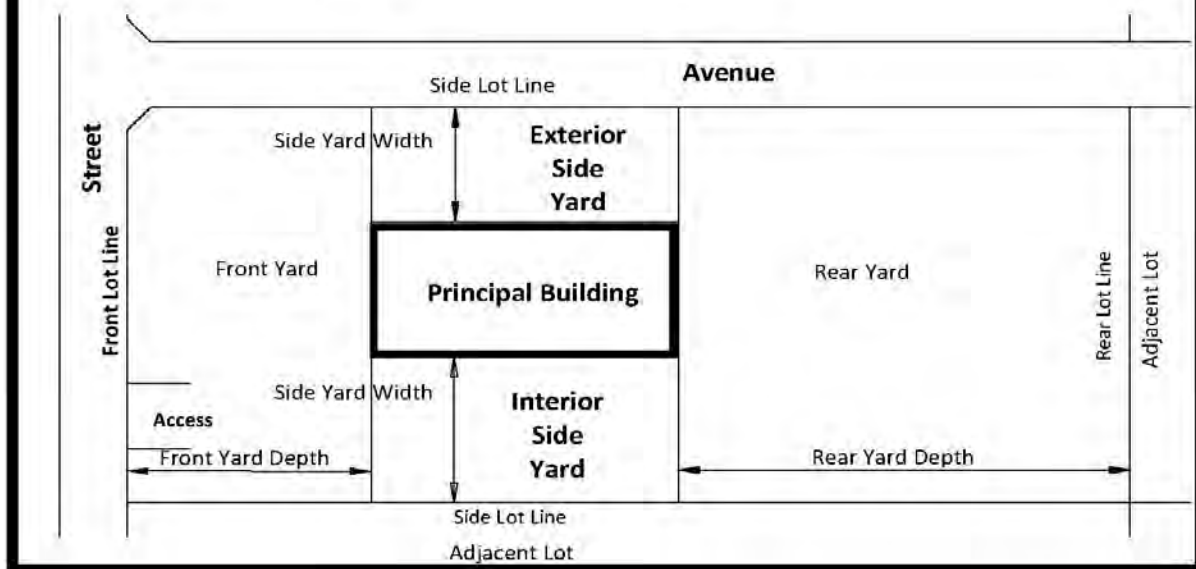 Avenue
Side Lot Line
Street
Side Yard Width
Exterior
Side
Yard
Front Lot Line
Front Yard
Principal Building
Rear Yard
Rear Lot Line
Adjacent Lot
Side Yard Width
Interior
Side
Yard
Access
Front Yard Depth
Rear Yard Depth
Side Lot Line
Adjacent Lot